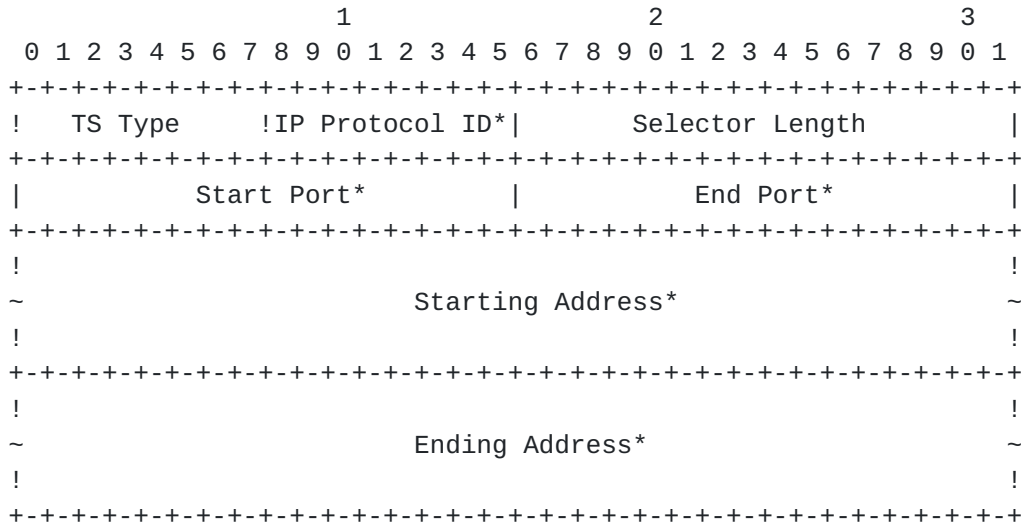 1                   2                   3
 0 1 2 3 4 5 6 7 8 9 0 1 2 3 4 5 6 7 8 9 0 1 2 3 4 5 6 7 8 9 0 1
+-+-+-+-+-+-+-+-+-+-+-+-+-+-+-+-+-+-+-+-+-+-+-+-+-+-+-+-+-+-+-+-+
!   TS Type     !IP Protocol ID*|       Selector Length         |
+-+-+-+-+-+-+-+-+-+-+-+-+-+-+-+-+-+-+-+-+-+-+-+-+-+-+-+-+-+-+-+-+
|           Start Port*         |           End Port*           |
+-+-+-+-+-+-+-+-+-+-+-+-+-+-+-+-+-+-+-+-+-+-+-+-+-+-+-+-+-+-+-+-+
!                                                               !
~                         Starting Address*                     ~
!                                                               !
+-+-+-+-+-+-+-+-+-+-+-+-+-+-+-+-+-+-+-+-+-+-+-+-+-+-+-+-+-+-+-+-+
!                                                               !
~                         Ending Address*                       ~
!                                                               !
+-+-+-+-+-+-+-+-+-+-+-+-+-+-+-+-+-+-+-+-+-+-+-+-+-+-+-+-+-+-+-+-+